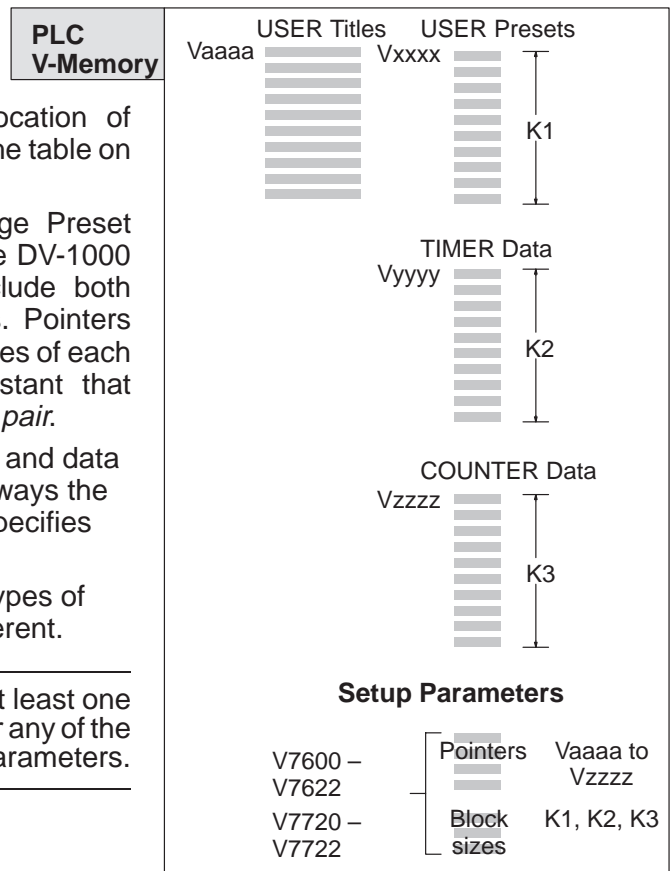 PLC
V-Memory
ocation of
ne table on
ge Preset
e DV-1000
lude both
s. Pointers
es of each
stant that
pair.
and data
ways the
pecifies
ypes of
erent.
t least one
r any of the
arameters.
USER Titles USER Presets
Vaaaa Vxxxx
K1
TIMER Data
Vyyyy
K2
COUNTER Data
Vzzzz
K3
Setup Parameters
V7600 –
V7622
Pointers
Vaaaa to
Vzzzz
V7720 –
V7722
Block
sizes
K1, K2, K3